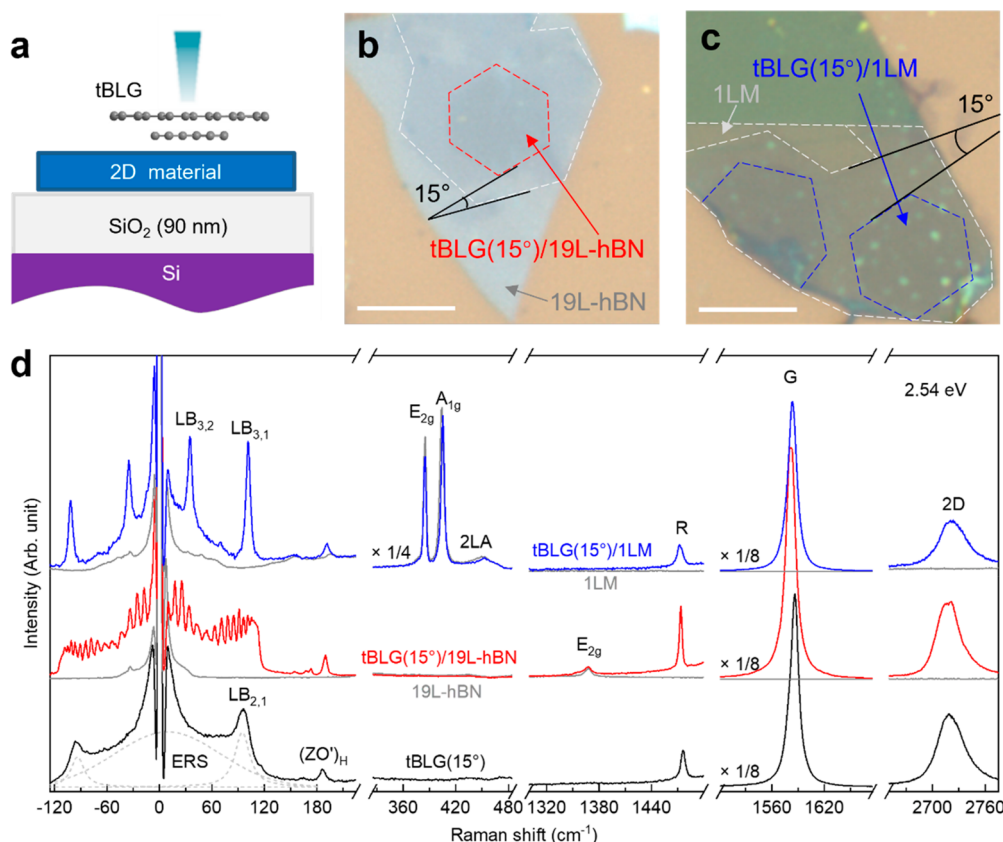 a
tBLG
2D material
SiO₂ (90 nm)
Si
b
15°
tBLG(15°)/19L-hBN
19L-hBN
c
tBLG(15°)/1LM
1LM
15°
d
2.54 eV
Intensity (Arb. unit)
LB₃,₂
LB₃,₁
E₂g
A₁g
2LA
× 1/4
tBLG(15°)/1LM
1LM
R
G
× 1/8
2D
tBLG(15°)/19L-hBN
19L-hBN
E₂g
× 1/8
LB₂,₁
ERS
(ZO')H
tBLG(15°)
× 1/8
-120 -60 0 60 120 180 360 420 480 1320 1380 1440 1560 1620 2700 2760
Raman shift (cm⁻¹)